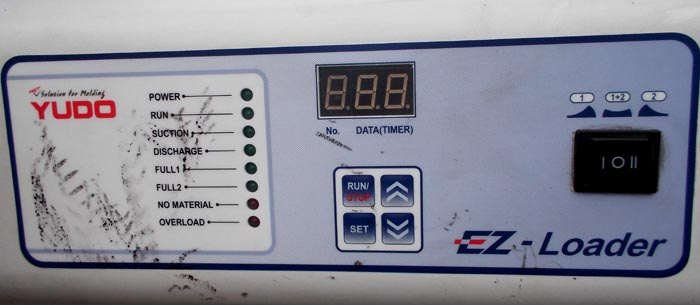 Solution for Molding
YUDO
POWER
RUN
SUCTION
DISCHARGE
FULL1
FULL2
NO MATERIAL
OVERLOAD
8.8.8
No. DATA(TIMER)
RUN/
STOP
SET
1 1+2 2
I O II
EZ-Loader